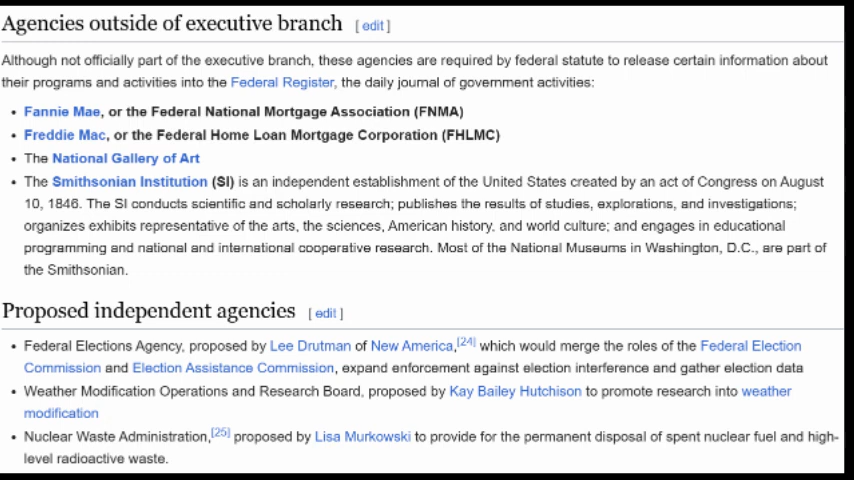 Agencies outside of executive branch [ edit ]
Although not officially part of the executive branch, these agencies are required by federal statute to release certain information about
their programs and activities into the Federal Register, the daily journal of government activities:
• Fannie Mae, or the Federal National Mortgage Association (FNMA)
• Freddie Mac, or the Federal Home Loan Mortgage Corporation (FHLMC)
• The National Gallery of Art
• The Smithsonian Institution (SI) is an independent establishment of the United States created by an act of Congress on August
10, 1846. The SI conducts scientific and scholarly research; publishes the results of studies, explorations, and investigations;
organizes exhibits representative of the arts, the sciences, American history, and world culture; and engages in educational
programming and national and international cooperative research. Most of the National Museums in Washington, D.C., are part of
the Smithsonian.
Proposed independent agencies [ edit ]
• Federal Elections Agency, proposed by Lee Drutman of New America,[24] which would merge the roles of the Federal Election
Commission and Election Assistance Commission, expand enforcement against election interference and gather election data
• Weather Modification Operations and Research Board, proposed by Kay Bailey Hutchison to promote research into weather
modification
• Nuclear Waste Administration,[25] proposed by Lisa Murkowski to provide for the permanent disposal of spent nuclear fuel and high-
level radioactive waste.